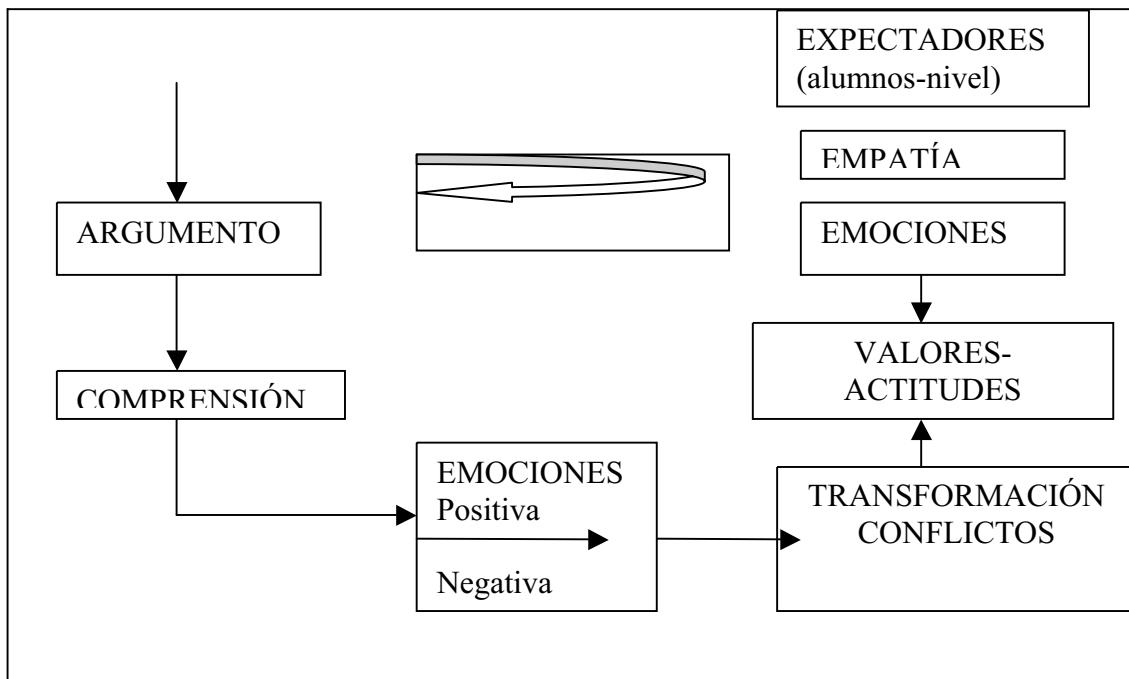 EXPECTADORES
(alumnos-nivel)
EMPATÍA
ARGUMENTO
EMOCIONES
VALORES-
ACTITUDES
COMPRENSIÓN
EMOCIONES
Positiva
Negativa
TRANSFORMACIÓN
CONFLICTOS